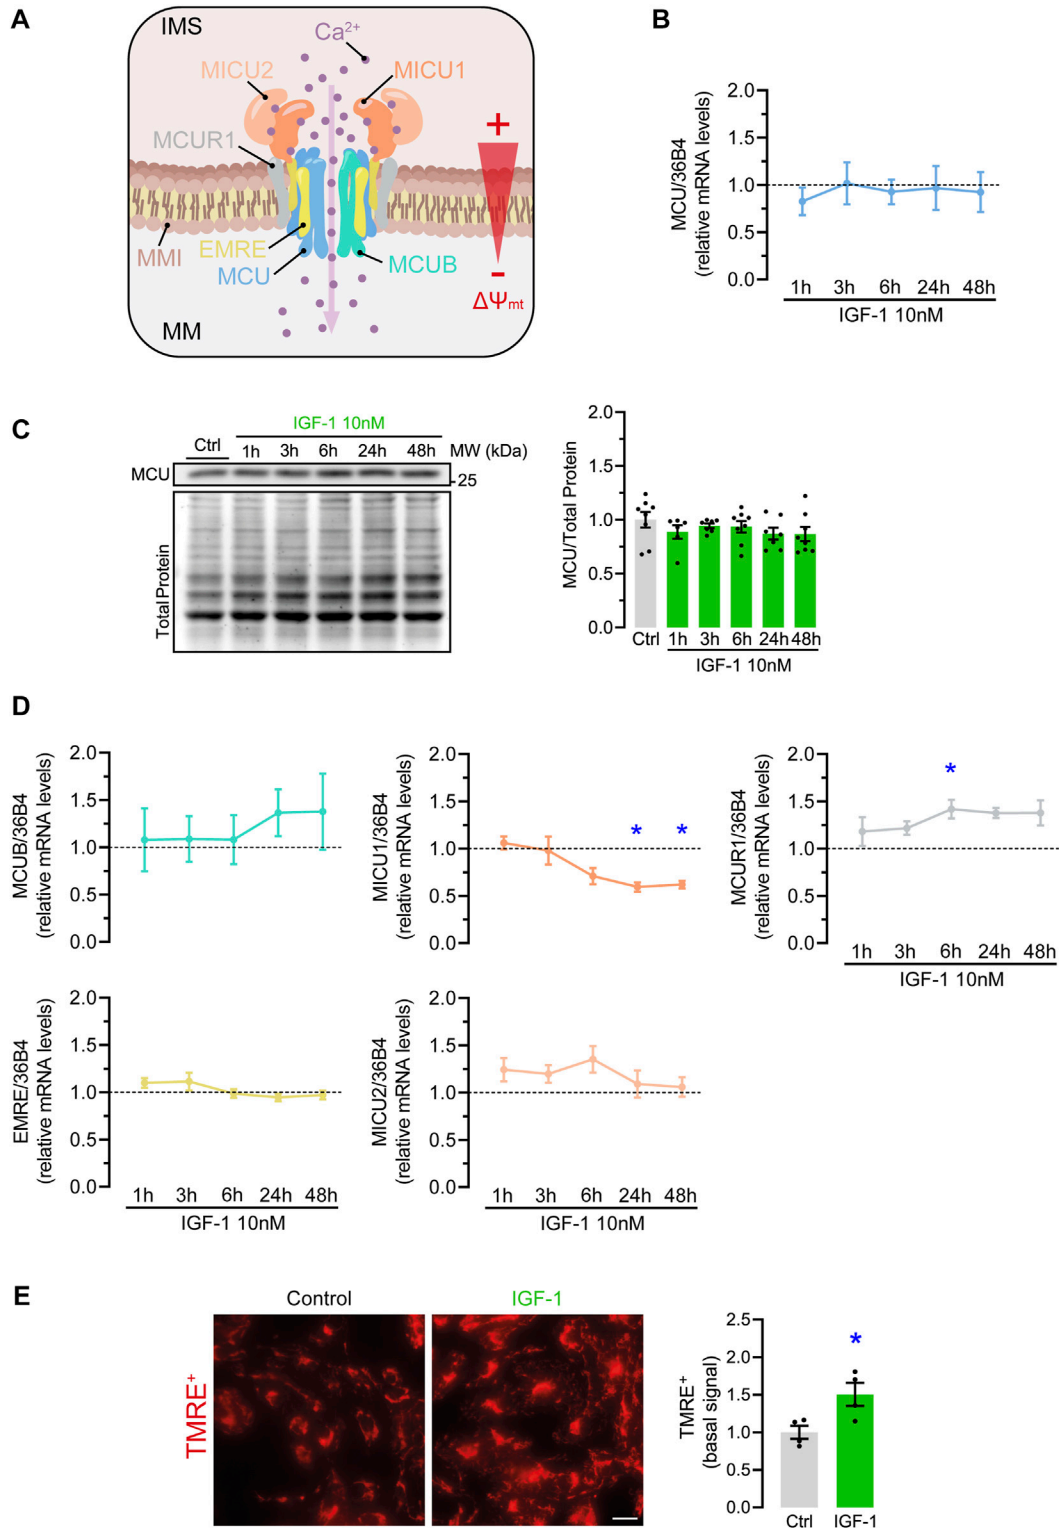 A
IMS
Ca2+
MICU2
MICU1
MCUR1
+
EMRE
MMI
MCU
MCUB
-
ΔΨmt
MM
B
MCU/36B4
(relative mRNA levels)
2.0
1.5
1.0
0.5
0.0
1h 3h 6h 24h 48h
IGF-1 10nM
C
IGF-1 10nM
Ctrl 1h 3h 6h 24h 48h MW (kDa)
MCU
-25
Total Protein
MCU/Total Protein
2.0
1.5
1.0
0.5
0.0
Ctrl 1h 3h 6h 24h 48h
IGF-1 10nM
D
MCUB/36B4
(relative mRNA levels)
2.0
1.5
1.0
0.5
0.0
MICU1/36B4
(relative mRNA levels)
2.0
1.5
1.0
0.5
0.0
* *
MCUR1/36B4
(relative mRNA levels)
2.0
1.5
1.0
0.5
0.0
*
1h 3h 6h 24h 48h
IGF-1 10nM
EMRE/36B4
(relative mRNA levels)
2.0
1.5
1.0
0.5
0.0
1h 3h 6h 24h 48h
IGF-1 10nM
MICU2/36B4
(relative mRNA levels)
2.0
1.5
1.0
0.5
0.0
1h 3h 6h 24h 48h
IGF-1 10nM
E
Control
IGF-1
TMRE+
TMRE+
(basal signal)
2.5
2.0
1.5
1.0
0.5
0.0
*
Ctrl IGF-1